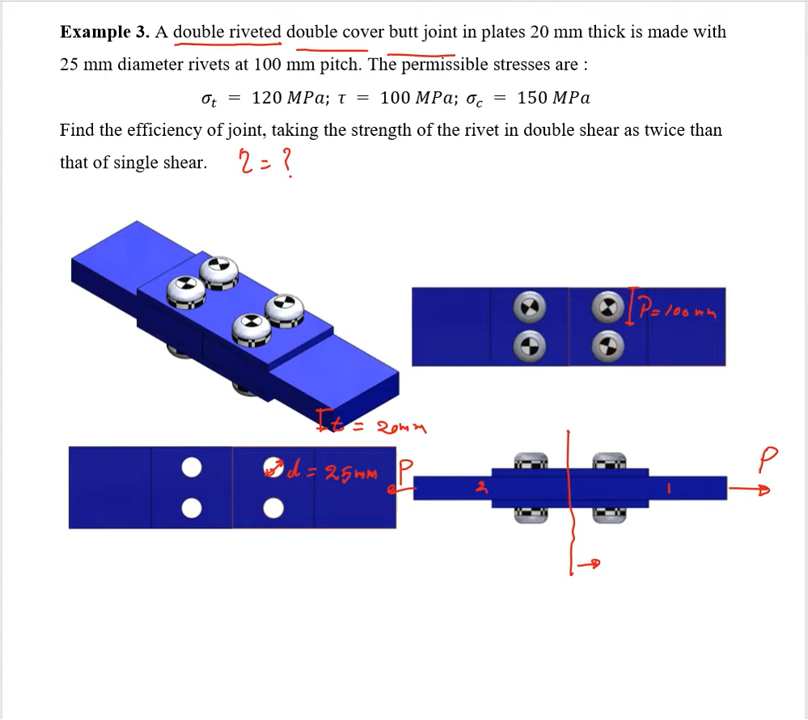 Example 3. A double riveted double cover butt joint in plates 20 mm thick is made with
25 mm diameter rivets at 100 mm pitch. The permissible stresses are :
σt = 120 MPa; τ = 100 MPa; σc = 150 MPa
Find the efficiency of joint, taking the strength of the rivet in double shear as twice than
that of single shear. η = ?
P = 100 mm
t = 20mm
d = 25mm
P
P
2
1